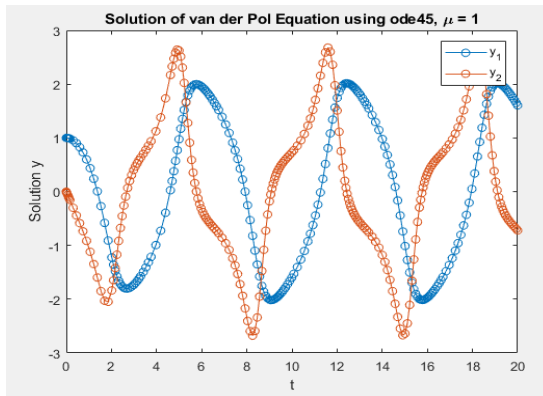 Solution of van der Pol Equation using ode45, μ = 1
3
2
1
0
-1
-2
-3
Solution y
y₁
y₂
0 2 4 6 8 10 12 14 16 18 20
t